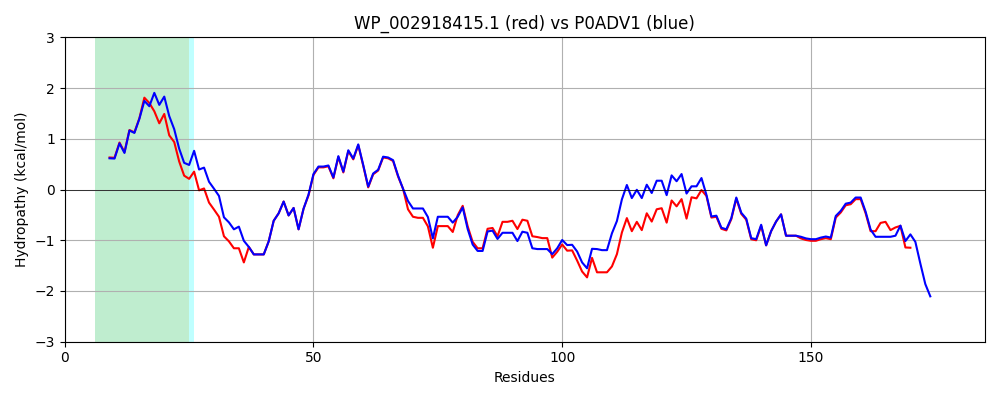 WP_002918415.1 (red) vs P0ADV1 (blue)
Hydropathy (kcal/mol)
3
2
1
0
−1
−2
−3
0 50 100 150
Residues